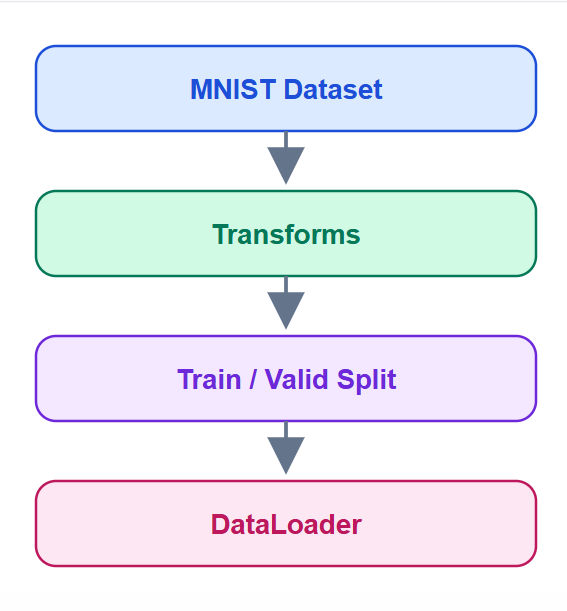 MNIST Dataset
Transforms
Train / Valid Split
DataLoader